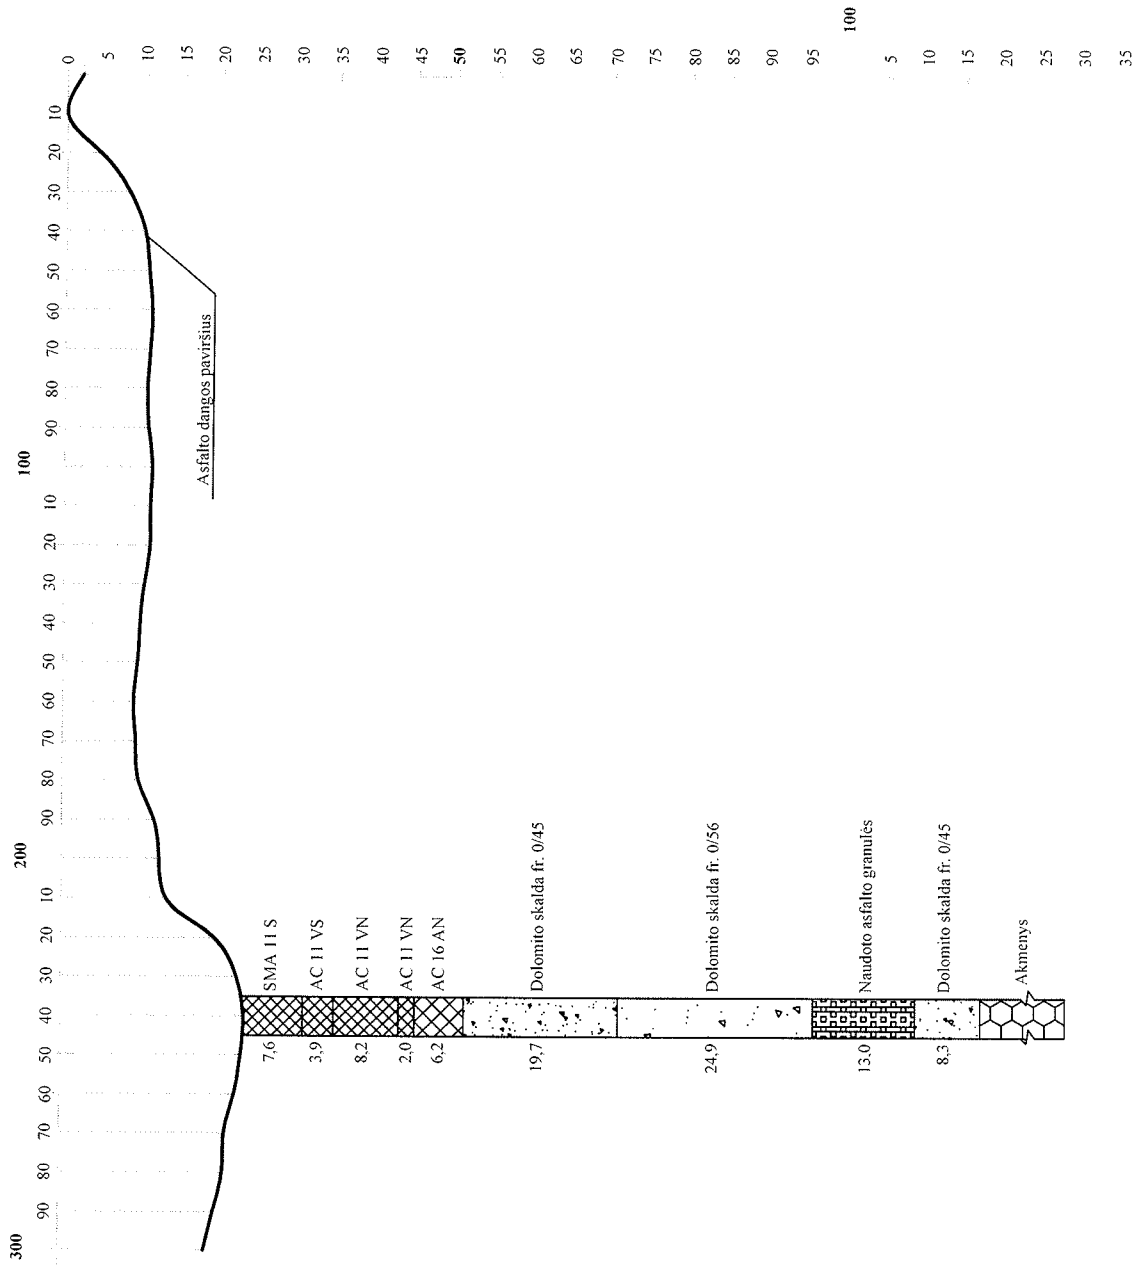 300 200 100
90 80 70 60 50 40 30 20 10 90 80 70 60 50 40 30 20 10 90 80 70 60 50 40 30 20 10
0
5
10
15
20
25
30
35
40
45
50
55
60
65
70
75
80
85
90
95
100
5
10
15
20
25
30
35
Asfalto dangos paviršius
7,6 SMA 11 S
3,9 AC 11 VS
8,2 AC 11 VN
2,0 AC 11 VN
6,2 AC 16 AN
19,7 Dolomito skalda fr. 0/45
24,9 Dolomito skalda fr. 0/56
13,0 Naudoto asfalto granulės
8,3 Dolomito skalda fr. 0/45
Akmenys